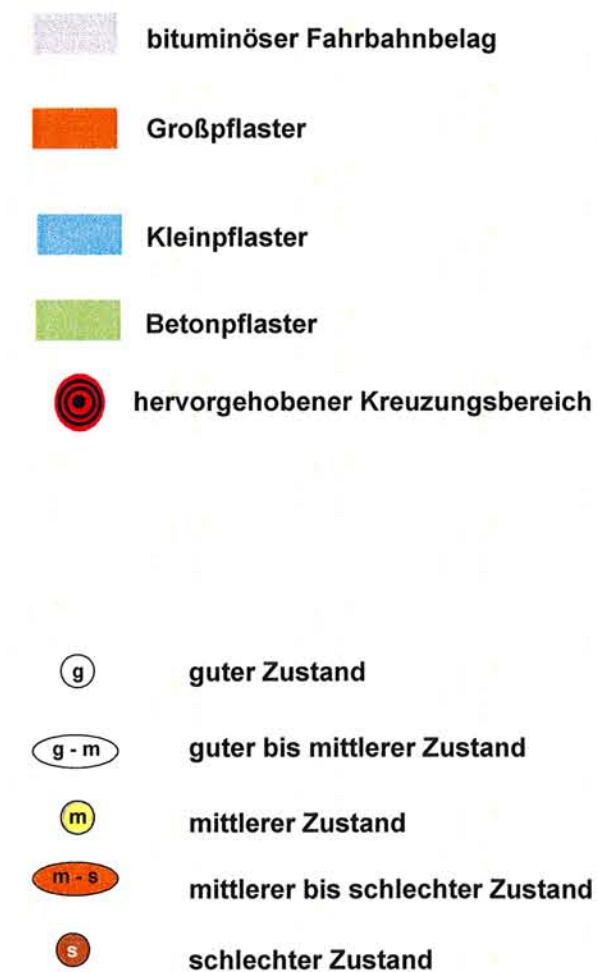 bituminöser Fahrbahnbelag
Großpflaster
Kleinpflaster
Betonpflaster
hervorgehobener Kreuzungsbereich
g guter Zustand
g - m guter bis mittlerer Zustand
m mittlerer Zustand
m - s mittlerer bis schlechter Zustand
s schlechter Zustand